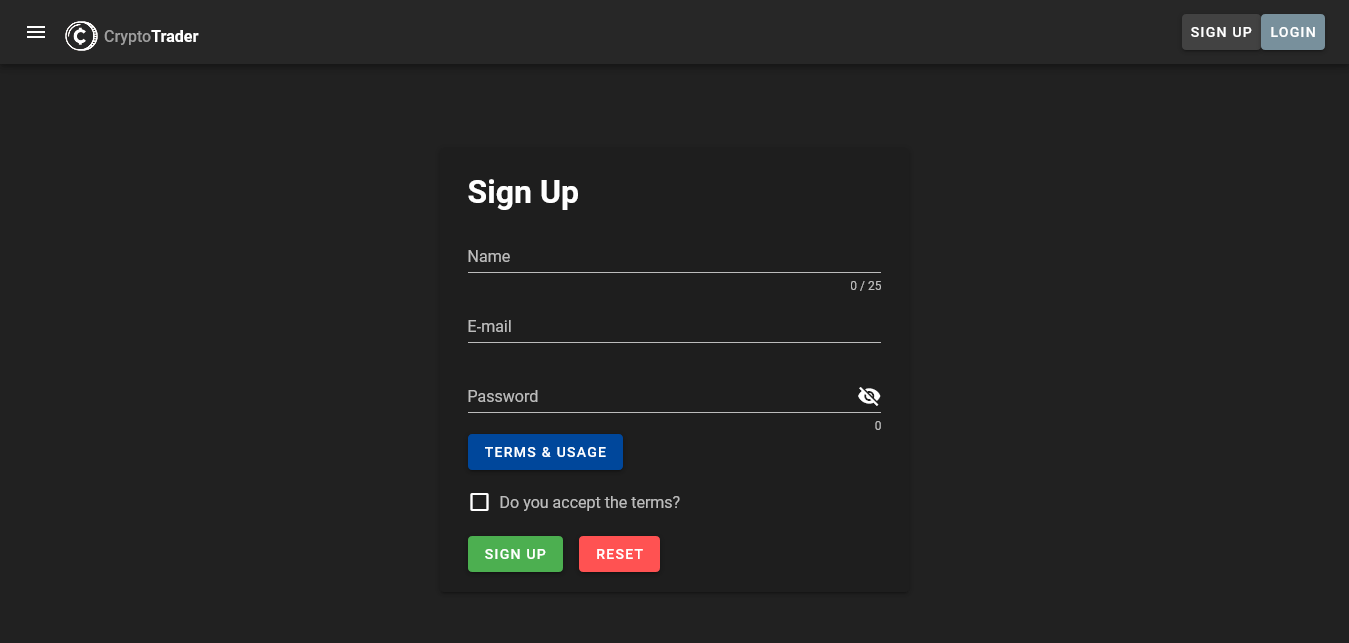 CryptoTrader
SIGN UP
LOGIN
Sign Up
Name
0 / 25
E-mail
Password
0
TERMS & USAGE
Do you accept the terms?
SIGN UP
RESET